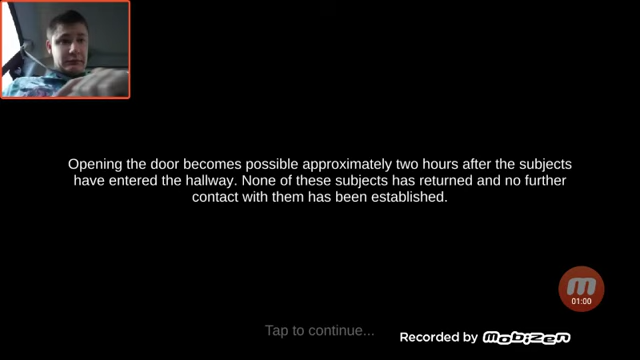 Opening the door becomes possible approximately two hours after the subjects
have entered the hallway. None of these subjects has returned and no further
contact with them has been established.
01:00
Tap to continue...
Recorded by mobizen